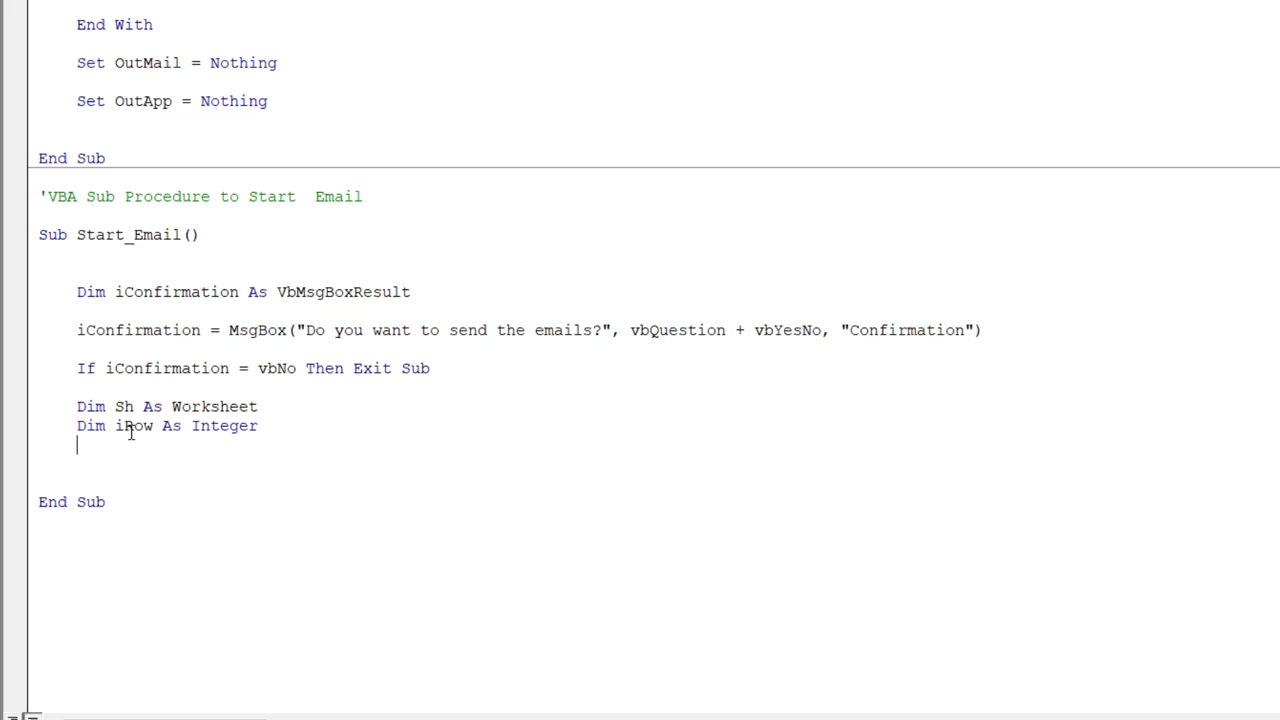 End With
Set OutMail = Nothing
Set OutApp = Nothing
End Sub
'VBA Sub Procedure to Start  Email
Sub Start_Email()
Dim iConfirmation As VbMsgBoxResult
iConfirmation = MsgBox("Do you want to send the emails?", vbQuestion + vbYesNo, "Confirmation")
If iConfirmation = vbNo Then Exit Sub
Dim Sh As Worksheet
Dim iRow As Integer
End Sub